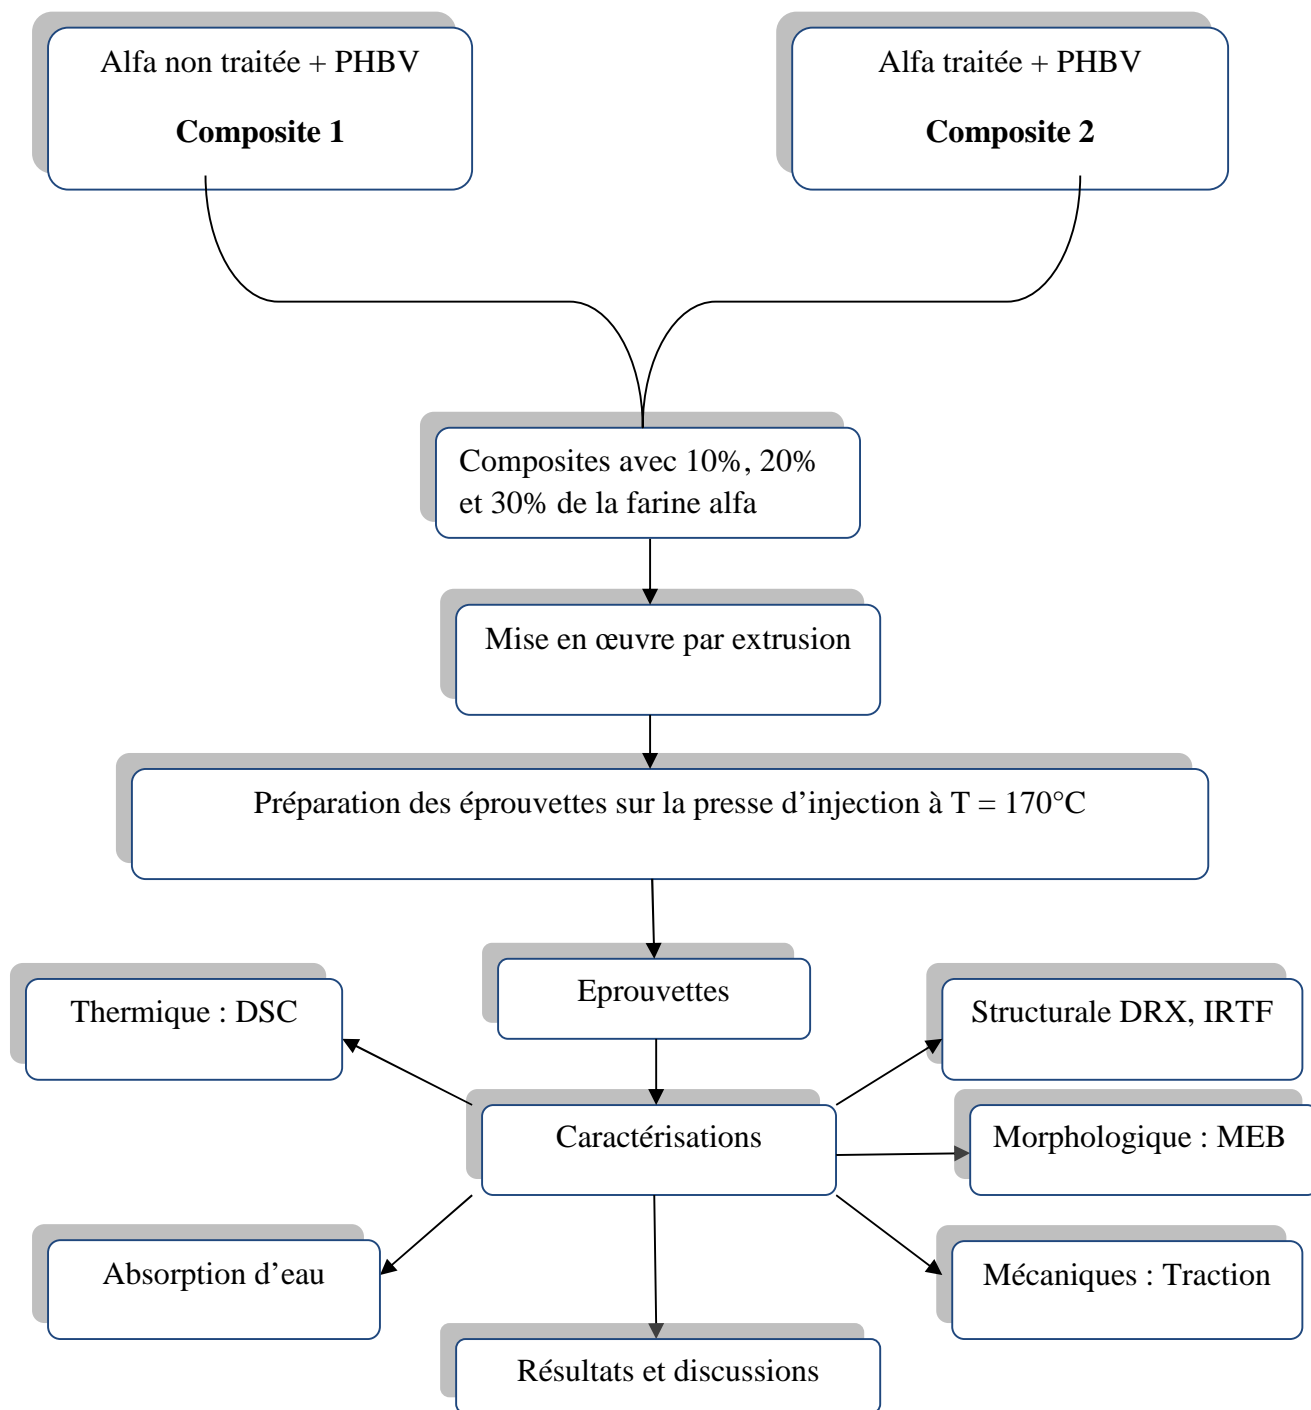 Alfa non traitée + PHBV
Composite 1
Alfa traitée + PHBV
Composite 2
Composites avec 10%, 20%
et 30% de la farine alfa
Mise en œuvre par extrusion
Préparation des éprouvettes sur la presse d’injection à T = 170°C
Eprouvettes
Thermique : DSC
Structurale DRX, IRTF
Caractérisations
Morphologique : MEB
Absorption d’eau
Mécaniques : Traction
Résultats et discussions